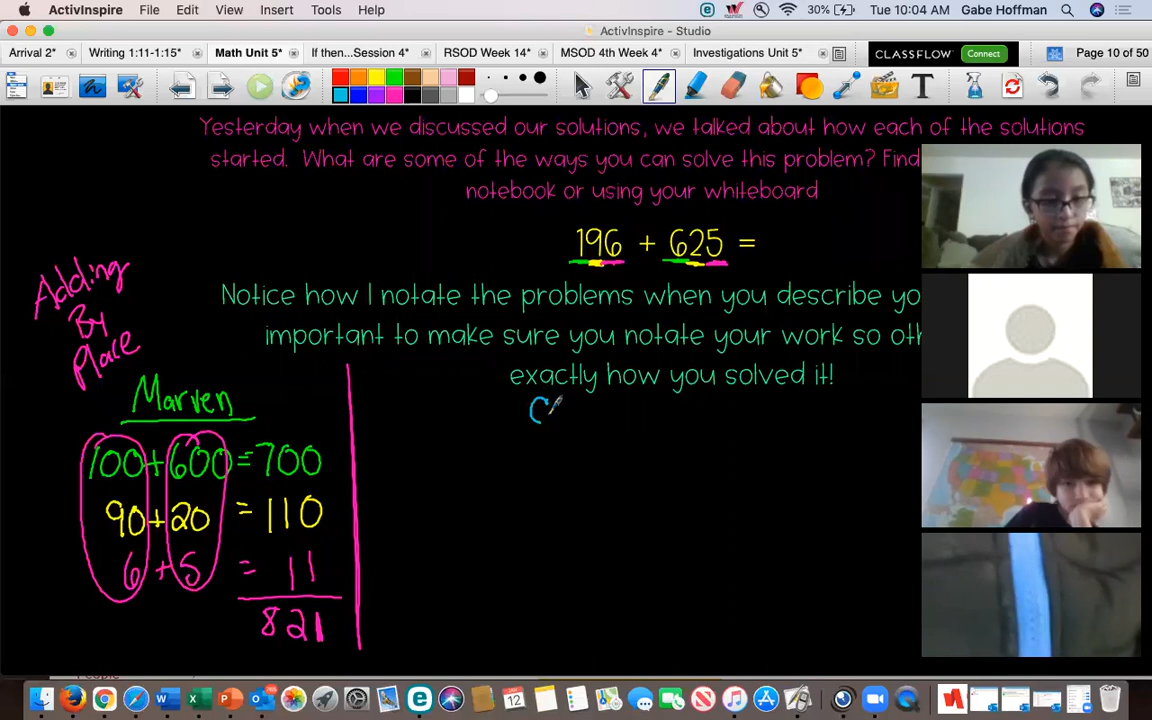 ActivInspire File Edit View Insert Tools Help 30% Tue 10:04 AM Gabe Hoffman
ActivInspire - Studio
Arrival 2* Writing 1:11-1:15* Math Unit 5* If then...Session 4* RSOD Week 14* MSOD 4th Week 4* Investigations Unit 5* CLASSFLOW Connect Page 10 of 50
Yesterday when we discussed our solutions, we talked about how each of the solutions
started. What are some of the ways you can solve this problem? Find
notebook or using your whiteboard
196 + 625 =
Notice how I notate the problems when you describe yo
important to make sure you notate your work so oth
exactly how you solved it!
Adding
By
Place
Marven
100+600=700
90+20 = 110
6+5 = 11
821
C
JAN
12